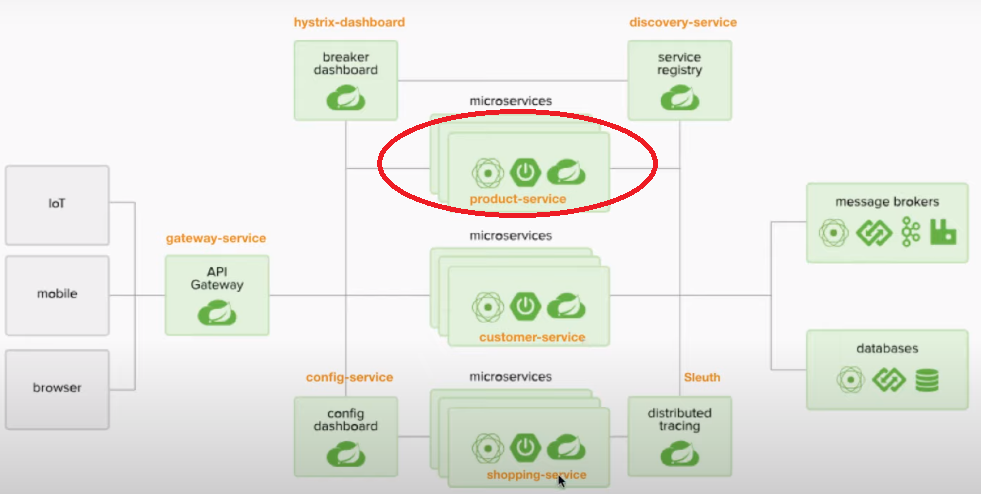 hystrix-dashboard
discovery-service
breaker
dashboard
service
registry
microservices
product-service
IoT
message brokers
gateway-service
microservices
API
Gateway
mobile
customer-service
databases
config-service
microservices
Sleuth
browser
config
dashboard
distributed
tracing
shopping-service